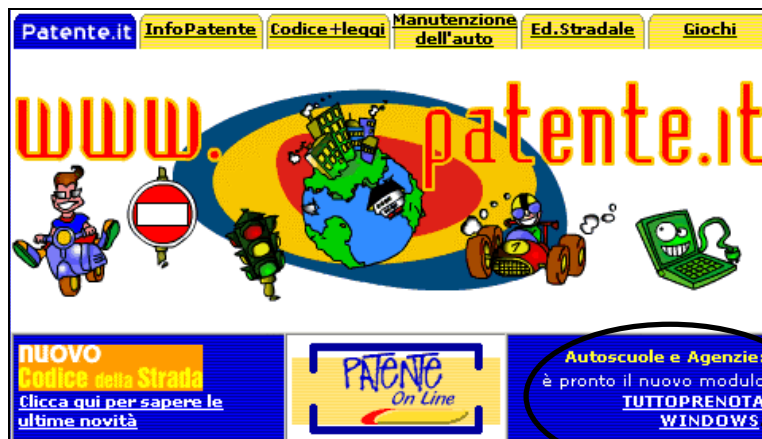 Patente.it
InfoPatente
Codice+leggi
Manutenzione
dell'auto
Ed.Stradale
Giochi
www. patente.it
nuovo
Codice della Strada
Clicca qui per sapere le
ultime novità
PATENTE
On Line
Autoscuole e Agenzie:
è pronto il nuovo modulo
TUTTOPRENOTA
WINDOWS